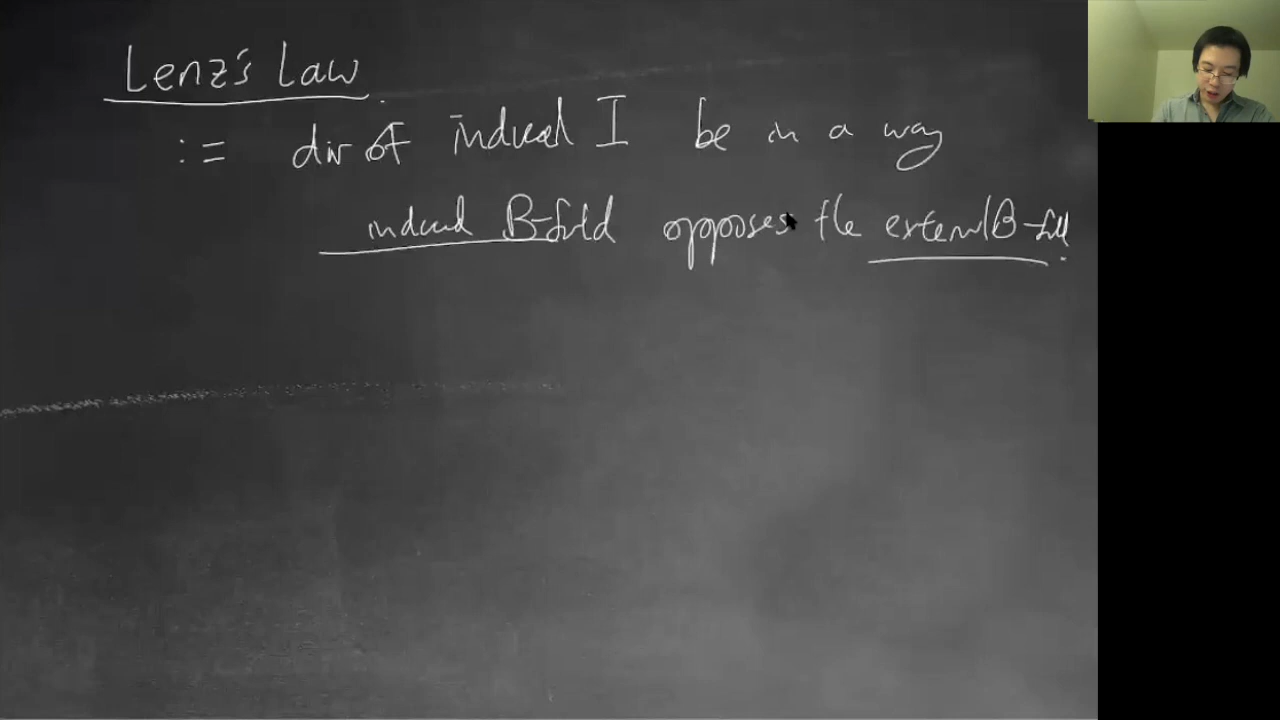 Lenz's Law
:= dir of induced I be in a way
induced B-field opposes the external B-field